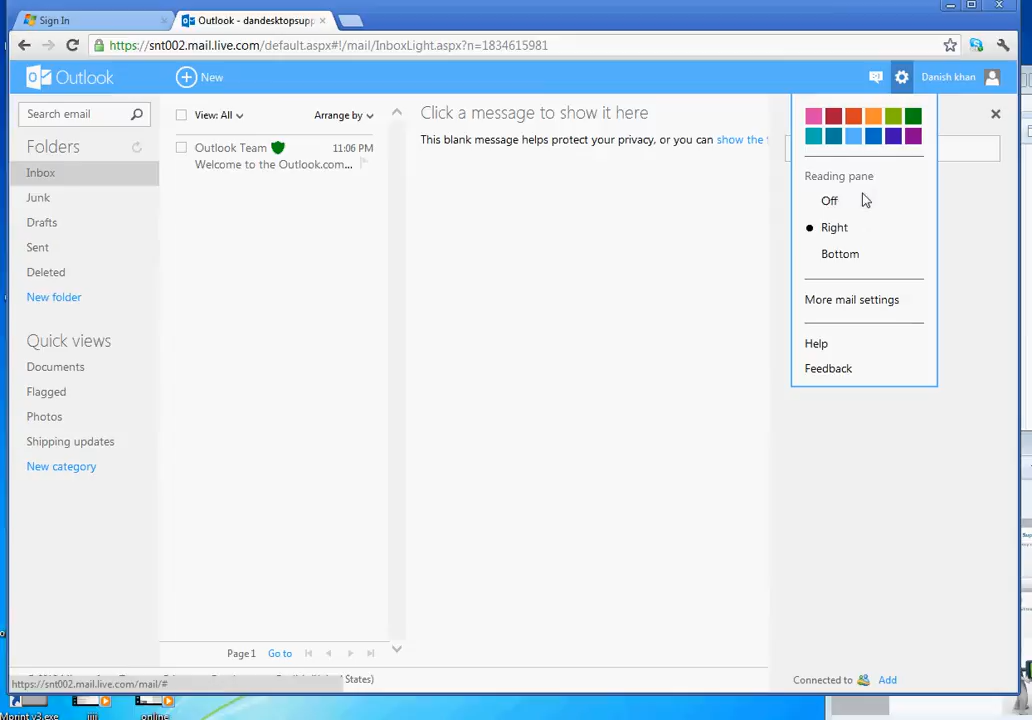 Sign In
Outlook - dandesktopsupp
https://snt002.mail.live.com/default.aspx#!/mail/InboxLight.aspx?n=1834615981
Outlook
New
Danish khan
Search email
View: All
Arrange by
Click a message to show it here
This blank message helps protect your privacy, or you can show the
Folders
Inbox
Junk
Drafts
Sent
Deleted
New folder
Outlook Team
11:06 PM
Welcome to the Outlook.com...
Reading pane
Off
Right
Bottom
More mail settings
Help
Feedback
Quick views
Documents
Flagged
Photos
Shipping updates
New category
Page 1
Go to
Connected to
Add
https://snt002.mail.live.com/mail/#
States)
online